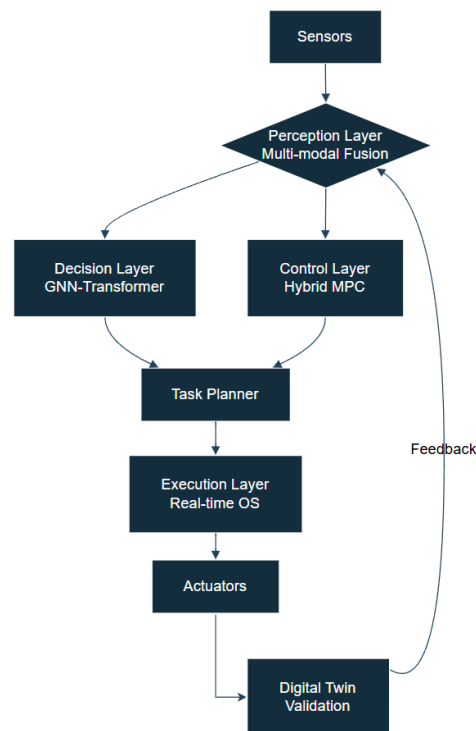 Sensors
Perception Layer
Multi-modal Fusion
Decision Layer
GNN-Transformer
Control Layer
Hybrid MPC
Task Planner
Feedback
Execution Layer
Real-time OS
Actuators
Digital Twin
Validation